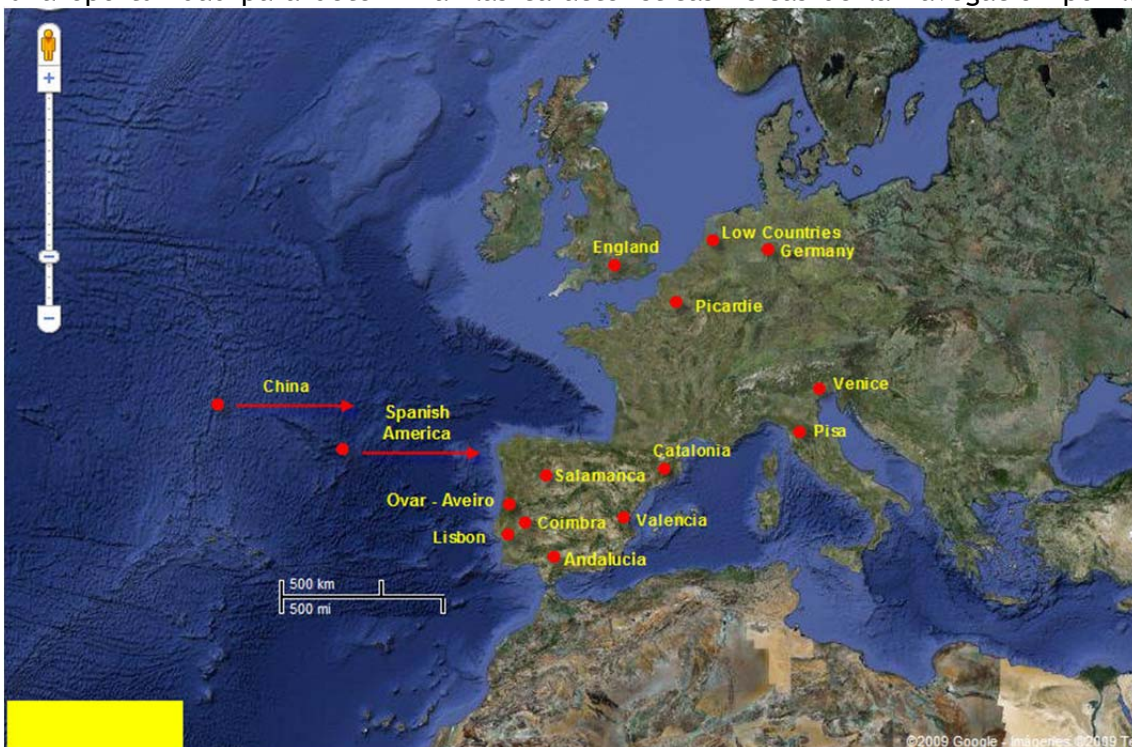 England
Low Countries
Germany
Picardie
China
Venice
Spanish
America
Pisa
Catalonia
Salamanca
Ovar - Aveiro
Coimbra
Valencia
Lisbon
Andalucia
500 km
500 mi
©2009 Google - Imágenes ©2009